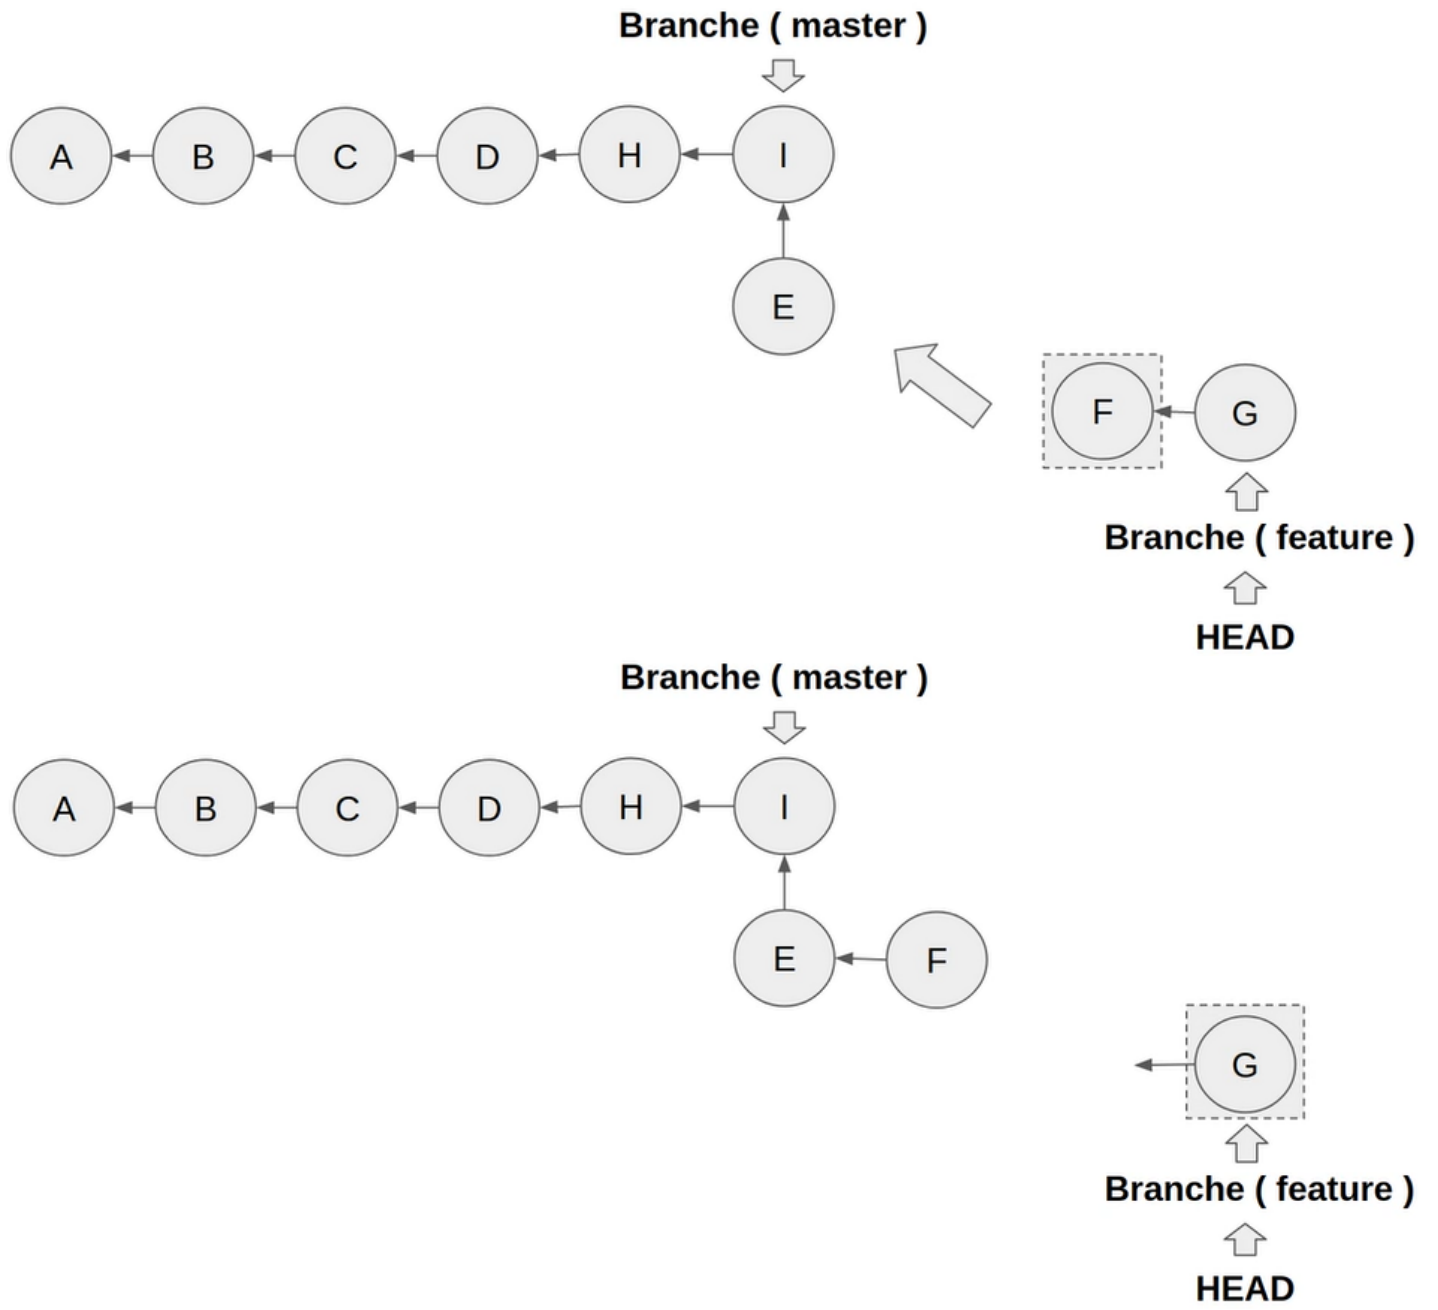 Branche ( master )
A B C D H I
E
F G
Branche ( feature )
HEAD
Branche ( master )
A B C D H I
E F
G
Branche ( feature )
HEAD